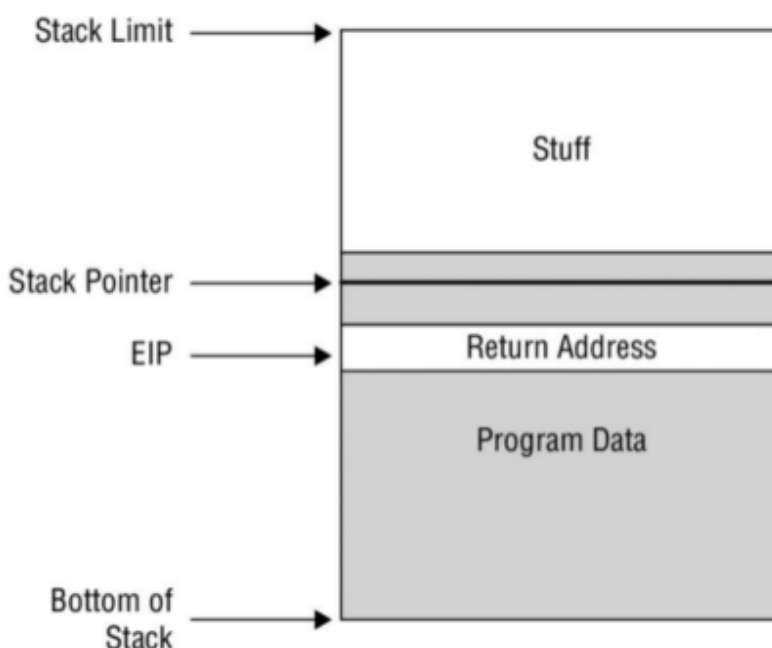 Stack Limit
Stuff
Stack Pointer
EIP
Return Address
Program Data
Bottom of
Stack